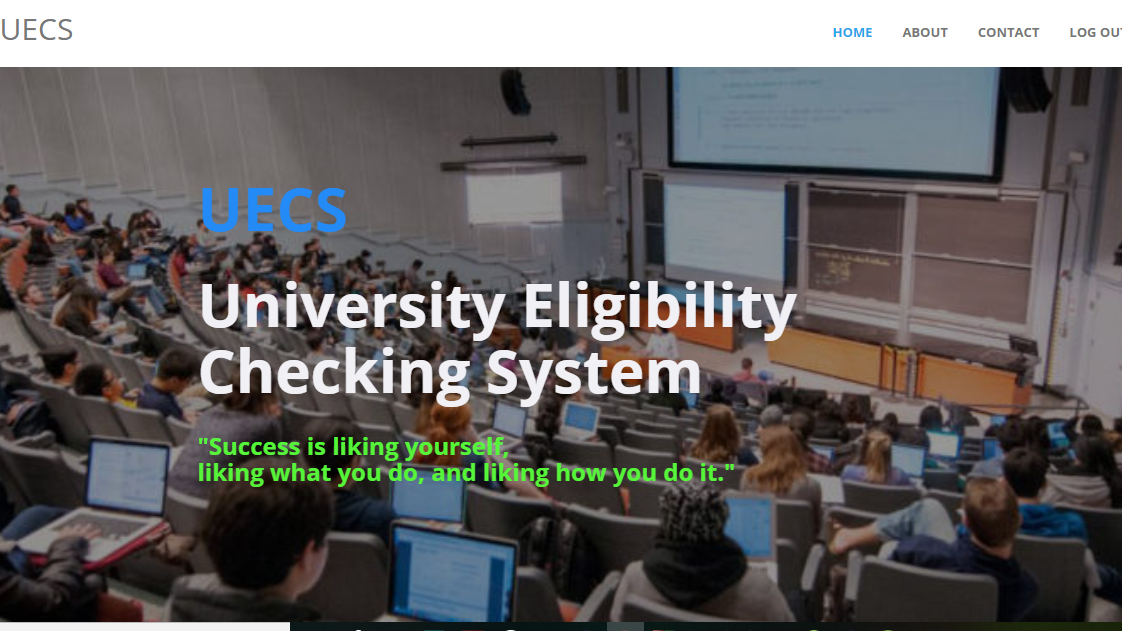 UECS
HOME ABOUT CONTACT LOG OUT
UECS
University Eligibility
Checking System
"Success is liking yourself,
liking what you do, and liking how you do it."